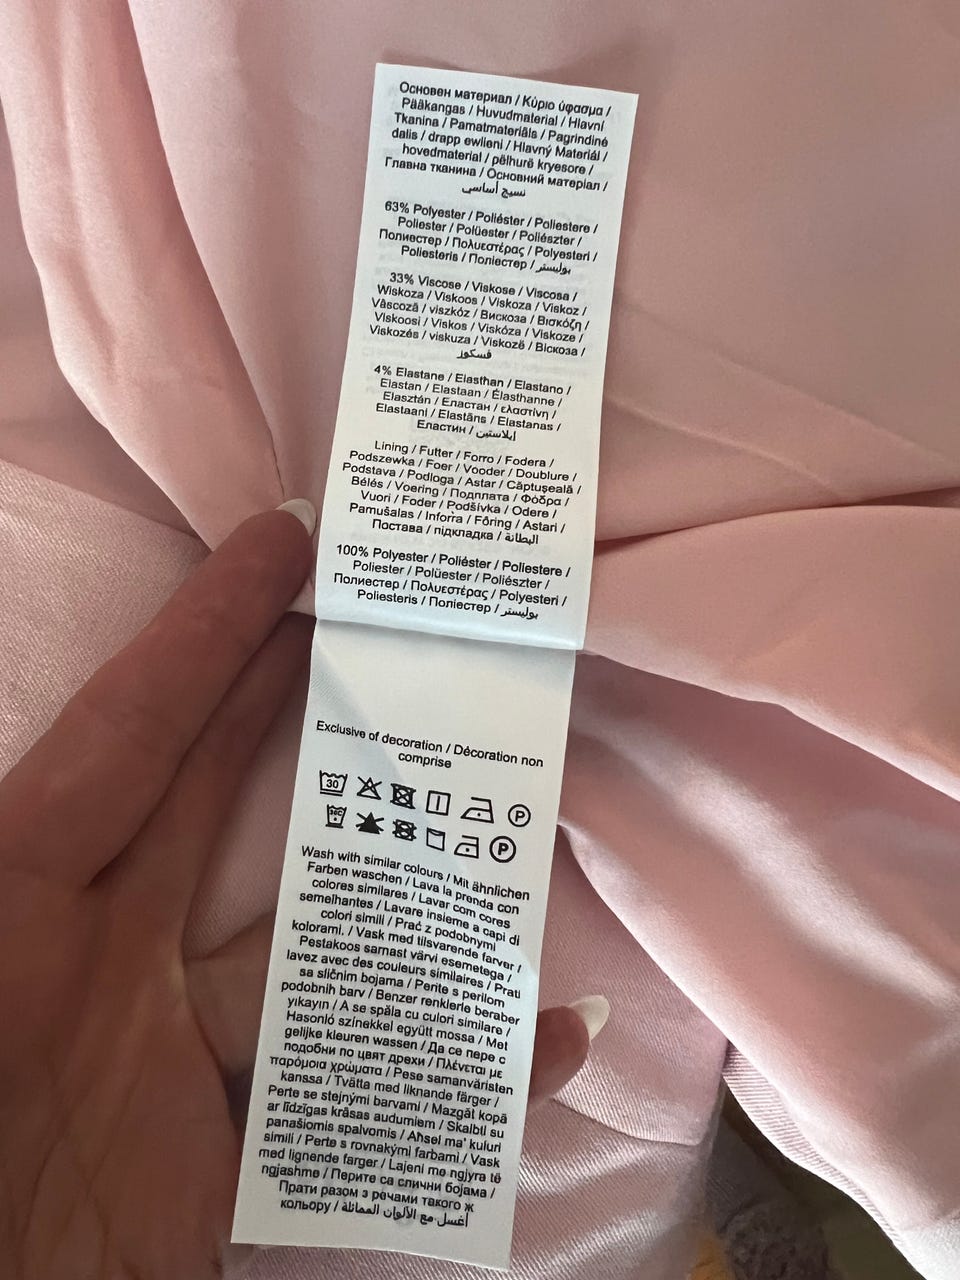 Основен материал / Κύριο ύφασμα /
Pääkangas / Huvudmaterial / Hlavní
Tkanina / Pamatmateriāls / Pagrindinė
dalis / drapp ewlieni / Hlavný Materiál /
hovedmaterial / pëlhurë kryesore /
Главна тканина / Основний матеріал /
نسيج أساسي
63% Polyester / Poliéster / Poliestere /
Poliester / Polüester / Poliészter /
Полиестер / Πολυεστέρας / Polyesteri /
Poliesteris / Поліестер / بوليستر
33% Viscose / Viskose / Viscosa /
Wiskoza / Viskoos / Viskoza / Viskoz /
Vâscoză / viszkóz / Вискоза / Βισκόζη /
Viskoosi / Viskos / Viskóza / Viskoze /
Viskozės / viskuza / Viskozë / Віскоза /
فسكوز
4% Elastane / Elasthan / Elastano /
Elastan / Elastaan / Élasthanne /
Elasztán / Еластан / ελαστίνη /
Elastaani / Elastāns / Elastanas /
Еластин / إيلاستين
Lining / Futter / Forro / Fodera /
Podszewka / Foer / Vooder / Doublure /
Podstava / Podloga / Astar / Căptuşeală /
Bélés / Voering / Подплата / Φόδρα /
Vuori / Foder / Podšívka / Odere /
Pamušalas / Inforra / Fôring / Astari /
Постава / підкладка / البطانة
100% Polyester / Poliéster / Poliestere /
Poliester / Polüester / Poliészter /
Полиестер / Πολυεστέρας / Polyesteri /
Poliesteris / Поліестер / بوليستر
Exclusive of decoration / Décoration non
comprise
30 P
30C P
Wash with similar colours / Mit ähnlichen
Farben waschen / Lava la prenda con
colores similares / Lavar com cores
semelhantes / Lavare insieme a capi di
colori simili / Prać z podobnymi
kolorami. / Vask med tilsvarende farver /
Pestakoos sarnast värvi esemetega /
lavez avec des couleurs similaires / Prati
sa sličnim bojama / Perite s perilom
podobnih barv / Benzer renklerle beraber
yıkayın / A se spăla cu culori similare /
Hasonló színekkel együtt mossa / Met
gelijke kleuren wassen / Да се пере с
подобни по цвят дрехи / Πλένεται με
παρόμοια χρώματα / Pese samanväristen
kanssa / Tvätta med liknande färger /
Perte se stejnými barvami / Mazgāt kopā
ar līdzīgas krāsas audumiem / Skalbti su
panašiomis spalvomis / Aħsel ma' kuluri
simili / Perte s rovnakými farbami / Vask
med lignende farger / Lajeni me ngjyra të
ngjashme / Перите са слични бојама /
Прати разом з речами такого ж
кольору / أغسل مع الألوان المماثلة